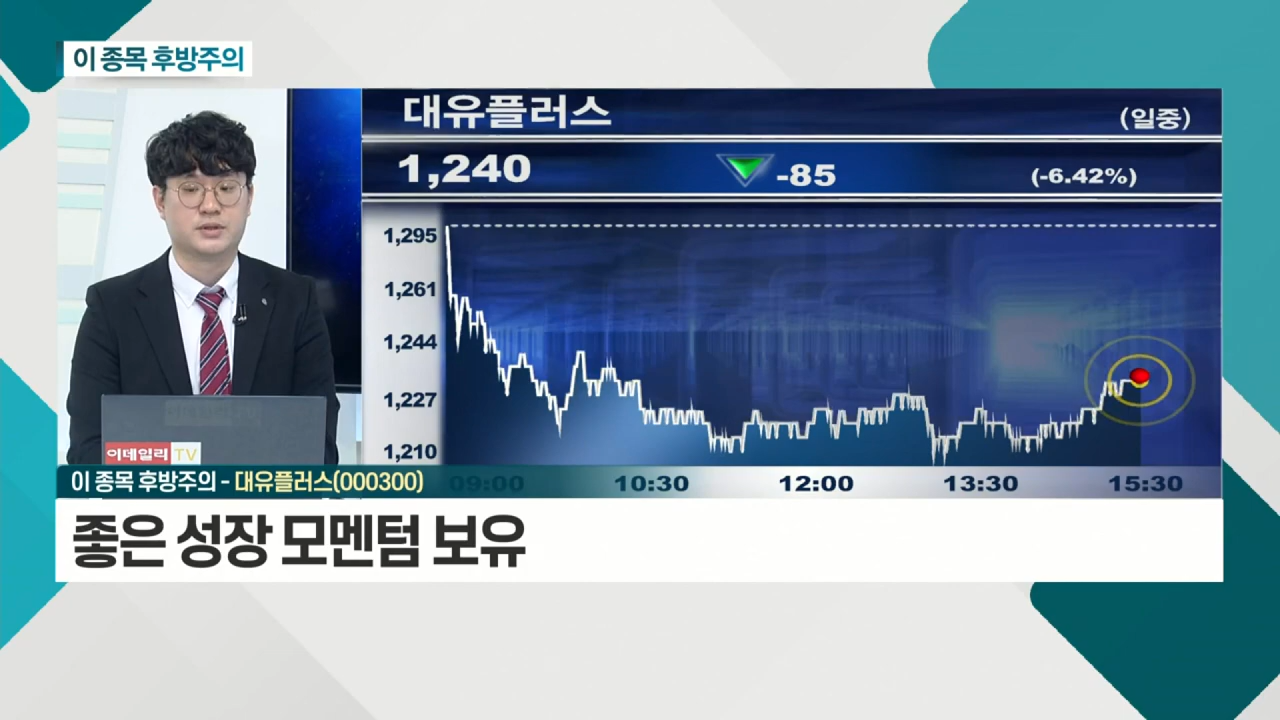 이 종목 후방주의
대유플러스
(일중)
1,240
-85
(-6.42%)
1,295
1,261
1,244
1,227
1,210
09:00
10:30
12:00
13:30
15:30
이데일리 TV
이 종목 후방주의 - 대유플러스(000300)
좋은 성장 모멘텀 보유